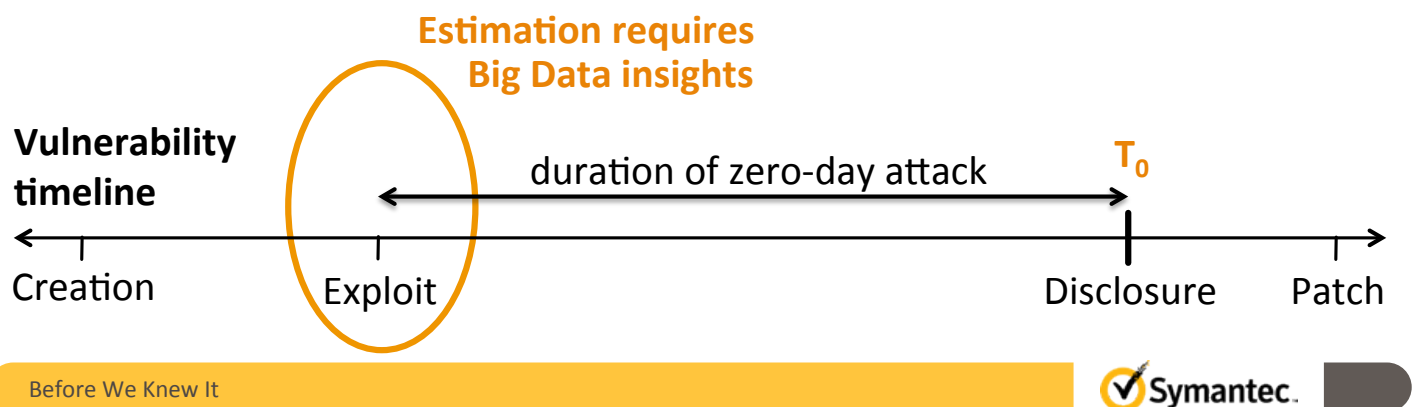 Estimation requires
Big Data insights
Vulnerability
timeline
duration of zero-day attack
T₀
Creation
Exploit
Disclosure
Patch
Before We Knew It
Symantec.